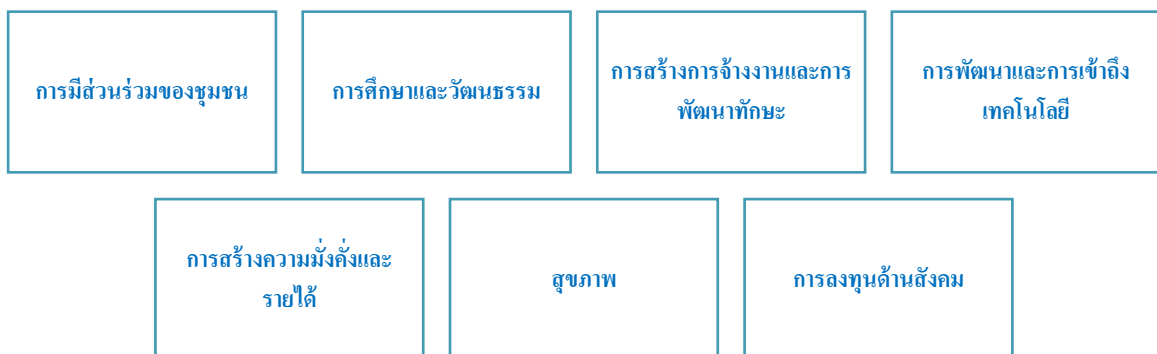 การมีส่วนร่วมของชุมชน
การศึกษาและวัฒนธรรม
การสร้างการจ้างงานและการ
พัฒนาทักษะ
การพัฒนาและการเข้าถึง
เทคโนโลยี
การสร้างความมั่งคั่งและ
รายได้
สุขภาพ
การลงทุนด้านสังคม